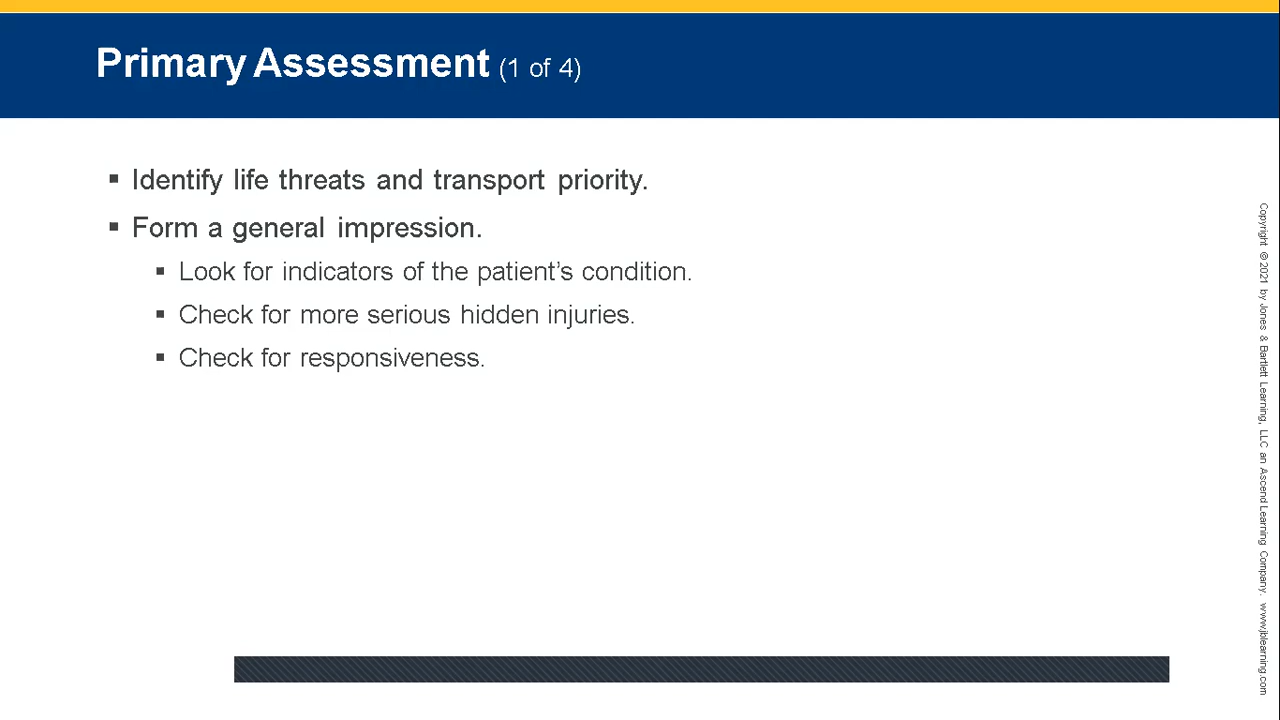 Primary Assessment (1 of 4)
▪ Identify life threats and transport priority.
▪ Form a general impression.
▪ Look for indicators of the patient’s condition.
▪ Check for more serious hidden injuries.
▪ Check for responsiveness.
Copyright © 2021 by Jones & Bartlett Learning, LLC an Ascend Learning Company. www.jblearning.com